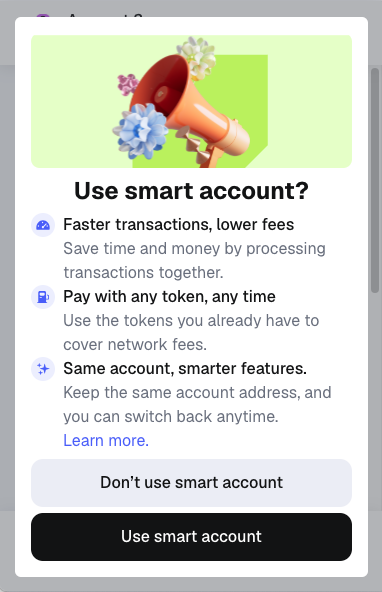 Use smart account?
Faster transactions, lower fees
Save time and money by processing
transactions together.
Pay with any token, any time
Use the tokens you already have to
cover network fees.
Same account, smarter features.
Keep the same account address, and
you can switch back anytime.
Learn more.
Don’t use smart account
Use smart account